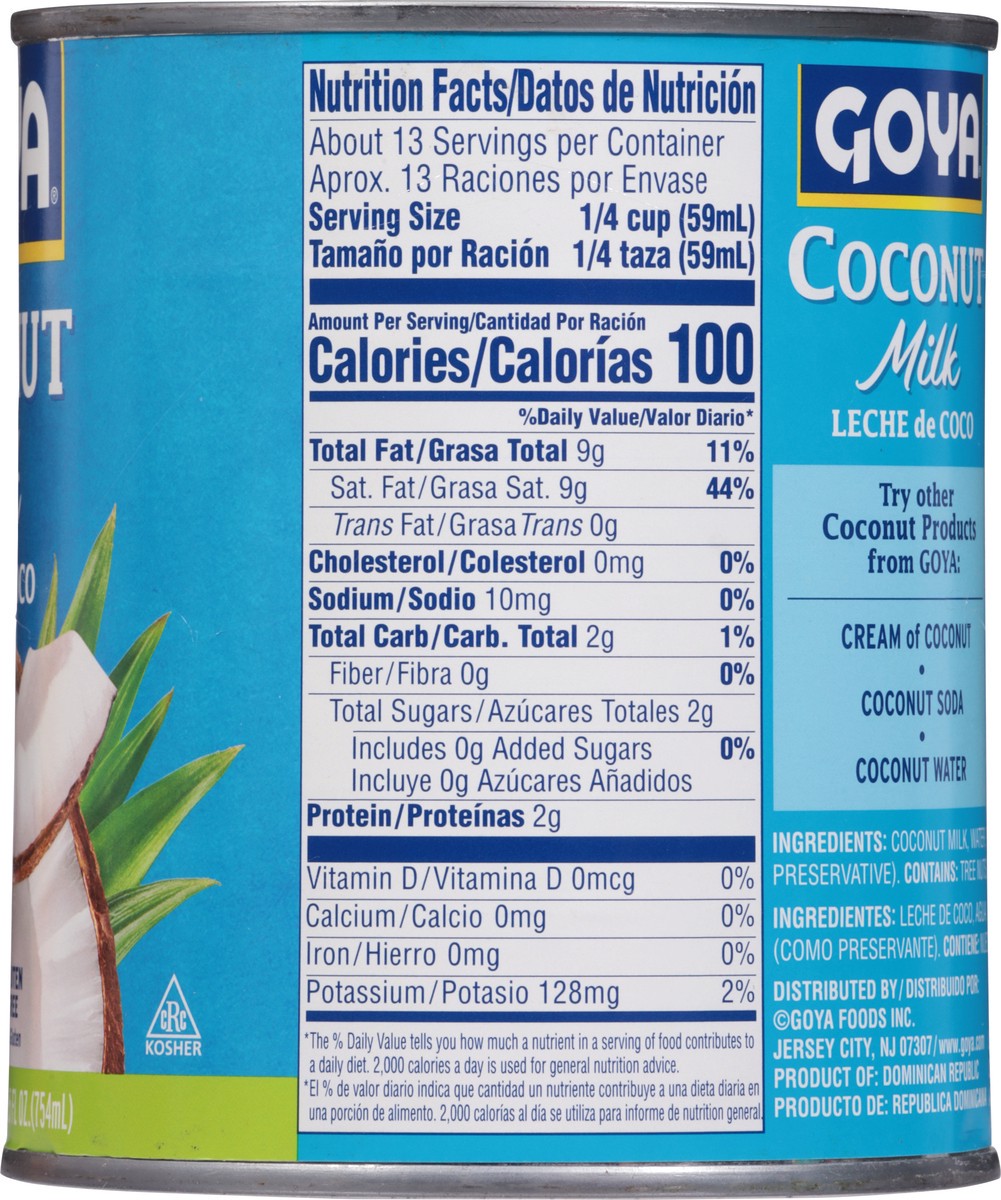 Nutrition Facts/Datos de Nutrición
About 13 Servings per Container
Aprox. 13 Raciones por Envase
Serving Size 1/4 cup (59mL)
Tamaño por Ración 1/4 taza (59mL)
Amount Per Serving/Cantidad Por Ración
Calories/Calorías 100
%Daily Value/Valor Diario*
Total Fat/Grasa Total 9g 11%
Sat. Fat/Grasa Sat. 9g 44%
Trans Fat/Grasa Trans 0g
Cholesterol/Colesterol 0mg 0%
Sodium/Sodio 10mg 0%
Total Carb/Carb. Total 2g 1%
Fiber/Fibra 0g 0%
Total Sugars/Azúcares Totales 2g
Includes 0g Added Sugars 0%
Incluye 0g Azúcares Añadidos
Protein/Proteínas 2g
Vitamin D/Vitamina D 0mcg 0%
Calcium/Calcio 0mg 0%
Iron/Hierro 0mg 0%
Potassium/Potasio 128mg 2%
*The % Daily Value tells you how much a nutrient in a serving of food contributes to
a daily diet. 2,000 calories a day is used for general nutrition advice.
*El % de valor diario indica que cantidad un nutriente contribuye a una dieta diaria en
una porción de alimento. 2,000 calorías al día se utiliza para informe de nutrition general.
GOYA
COCONUT
Milk
LECHE de COCO
Try other
Coconut Products
from GOYA:
CREAM of COCONUT
•
COCONUT SODA
•
COCONUT WATER
INGREDIENTS: COCONUT MILK, WATER
PRESERVATIVE). CONTAINS: TREE NUTS
INGREDIENTES: LECHE DE COCO, AGUA
(COMO PRESERVANTE). CONTIENE:
DISTRIBUTED BY/DISTRIBUIDO POR:
©GOYA FOODS INC.
JERSEY CITY, NJ 07307/www.goya.com
PRODUCT OF: DOMINICAN REPUBLIC
PRODUCTO DE: REPUBLICA DOMINICANA
A®
UT
CO
CRC
KOSHER
OZ.(754mL)